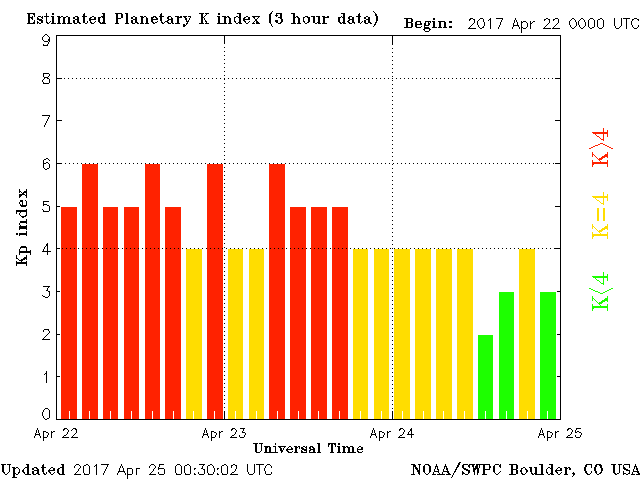 Estimated Planetary K index (3 hour data) Begin: 2017 Apr 22 0000 UTC
9
8
7
6
5
4
3
2
1
0
Kp index
K>4
K=4
K<4
Apr 22 Apr 23 Apr 24 Apr 25
Universal Time
Updated 2017 Apr 25 00:30:02 UTC NOAA/SWPC Boulder, CO USA